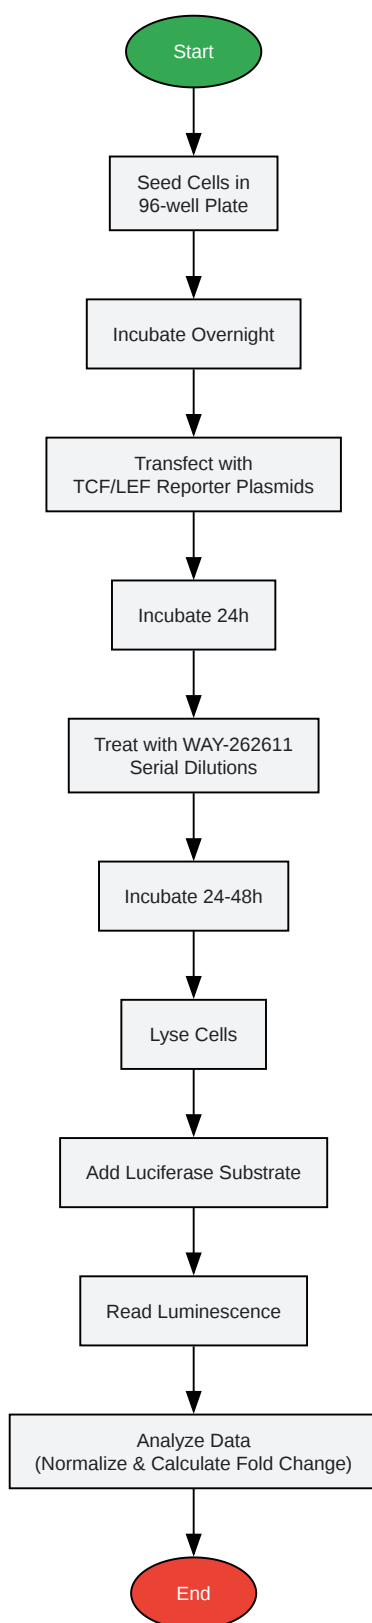 Start
Seed Cells in
96-well Plate
Incubate Overnight
Transfect with
TCF/LEF Reporter Plasmids
Incubate 24h
Treat with WAY-262611
Serial Dilutions
Incubate 24-48h
Lyse Cells
Add Luciferase Substrate
Read Luminescence
Analyze Data
(Normalize & Calculate Fold Change)
End